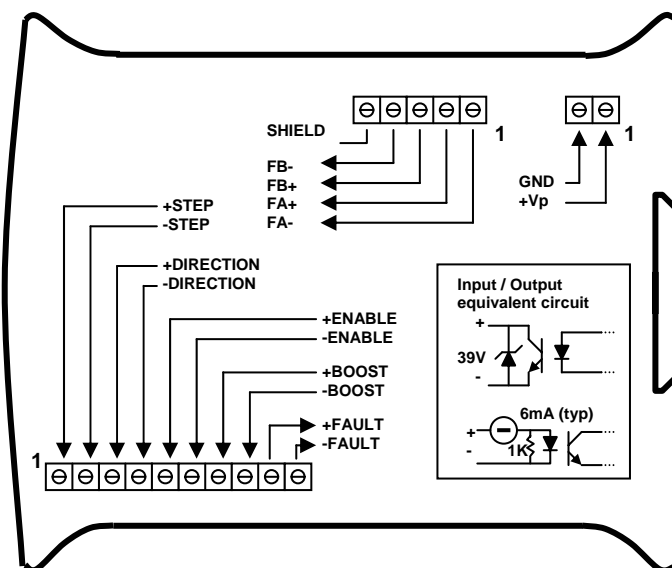 1
1
SHIELD
FB-
FB+
FA+
FA-
GND
+Vp
+STEP
-STEP
+DIRECTION
-DIRECTION
+ENABLE
-ENABLE
+BOOST
-BOOST
+FAULT
-FAULT
1
Input / Output
equivalent circuit
+
39V
-
6mA (typ)
+
-
1K